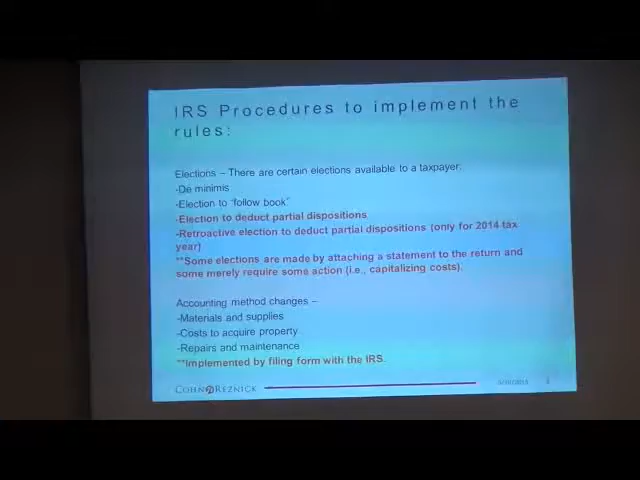 IRS Procedures to implement the
rules:
Elections – There are certain elections available to a taxpayer:
-De minimis
-Election to "follow book"
-Election to deduct partial dispositions
-Retroactive election to deduct partial dispositions (only for 2014 tax
year)
**Some elections are made by attaching a statement to the return and
some merely require some action (i.e., capitalizing costs).
Accounting method changes –
-Materials and supplies
-Costs to acquire property
-Repairs and maintenance
**Implemented by filing form with the IRS.
COHN REZNICK